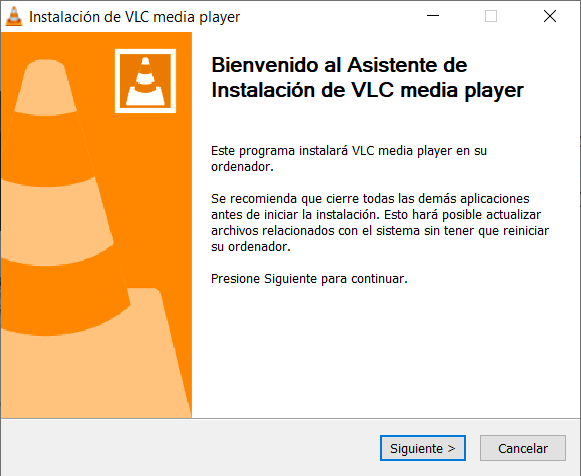 Instalación de VLC media player
Bienvenido al Asistente de
Instalación de VLC media player
Este programa instalará VLC media player en su
ordenador.
Se recomienda que cierre todas las demás aplicaciones
antes de iniciar la instalación. Esto hará posible actualizar
archivos relacionados con el sistema sin tener que reiniciar
su ordenador.
Presione Siguiente para continuar.
Siguiente >
Cancelar